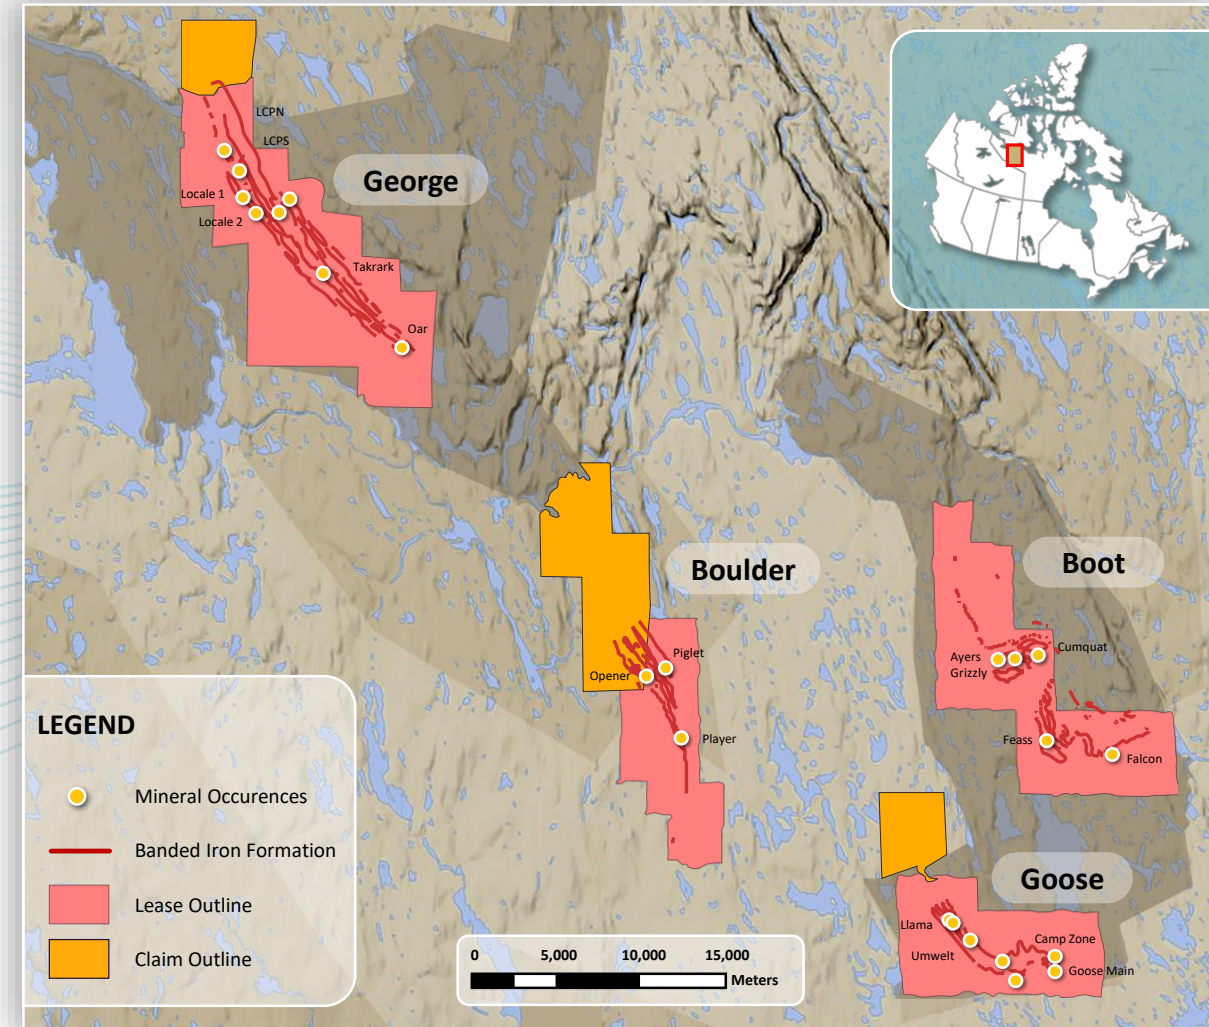 LCPN
LCPS
George
Locale 1
Locale 2
Takrark
Oar
Boulder
Boot
Piglet
Opener
Player
Ayers
Grizzly
Cumquat
Feass
Falcon
Goose
Llama
Umwelt
Camp Zone
Goose Main
LEGEND
Mineral Occurences
Banded Iron Formation
Lease Outline
Claim Outline
0 5,000 10,000 15,000
Meters